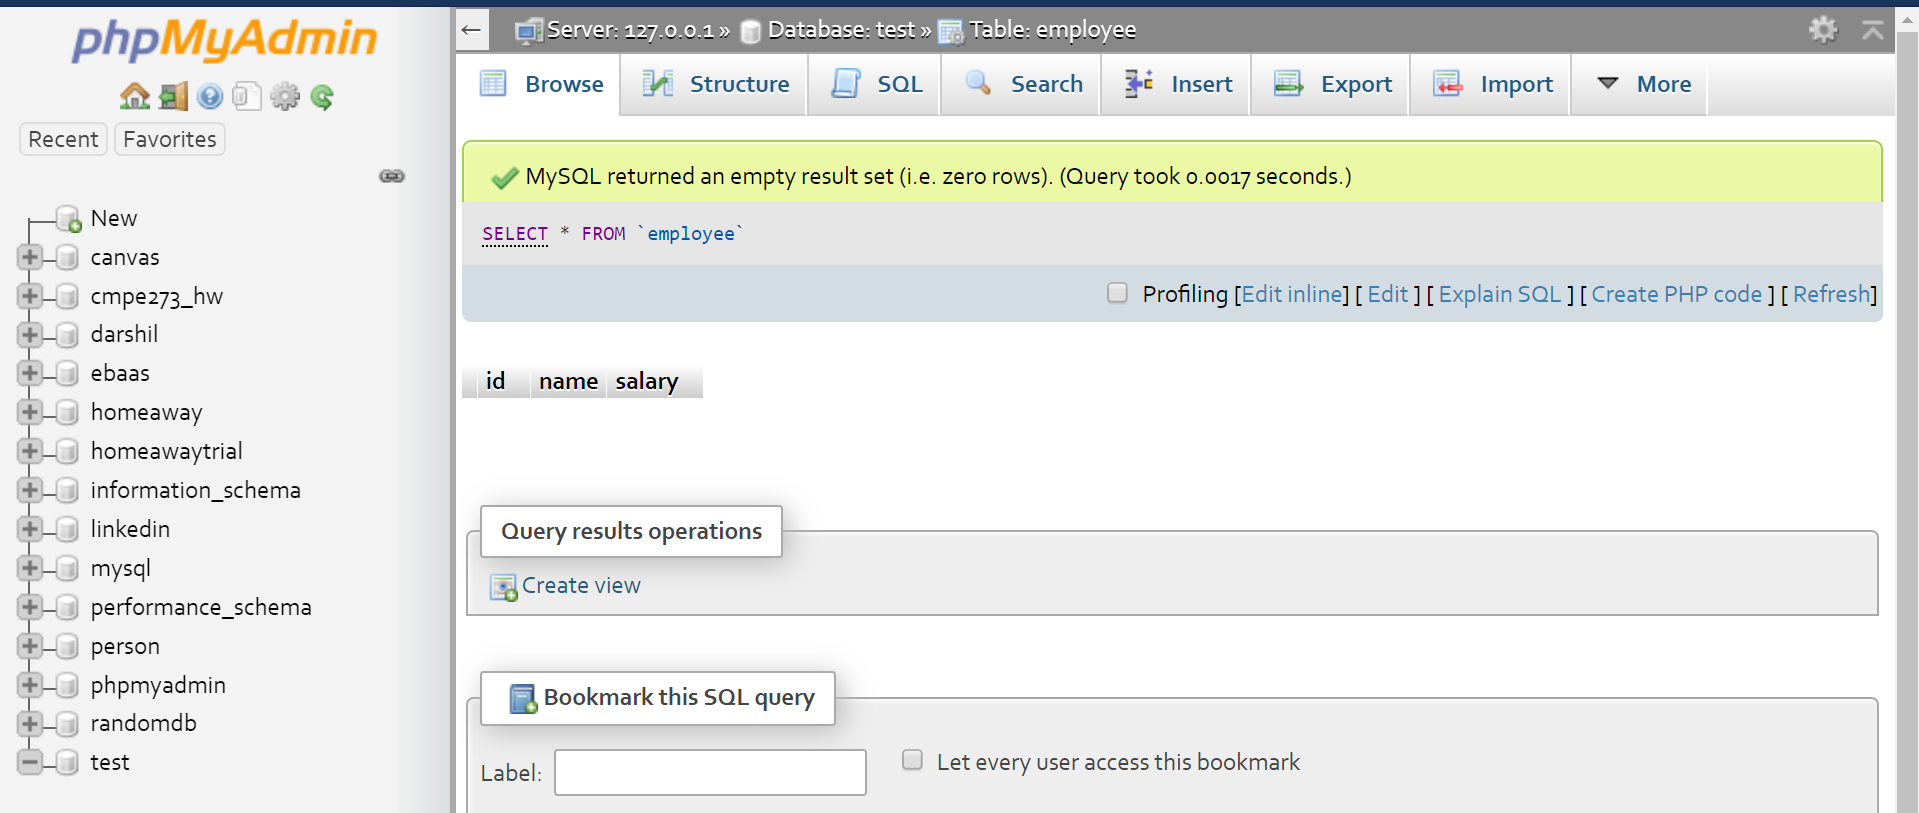 phpMyAdmin
Recent Favorites
New
canvas
cmpe273_hw
darshil
ebaas
homeaway
homeawaytrial
information_schema
linkedin
mysql
performance_schema
person
phpmyadmin
randomdb
test
Server: 127.0.0.1 » Database: test » Table: employee
Browse Structure SQL Search Insert Export Import More
MySQL returned an empty result set (i.e. zero rows). (Query took 0.0017 seconds.)
SELECT * FROM `employee`
Profiling [Edit inline] [ Edit ] [ Explain SQL ] [ Create PHP code ] [ Refresh]
id name salary
Query results operations
Create view
Bookmark this SQL query
Label: Let every user access this bookmark